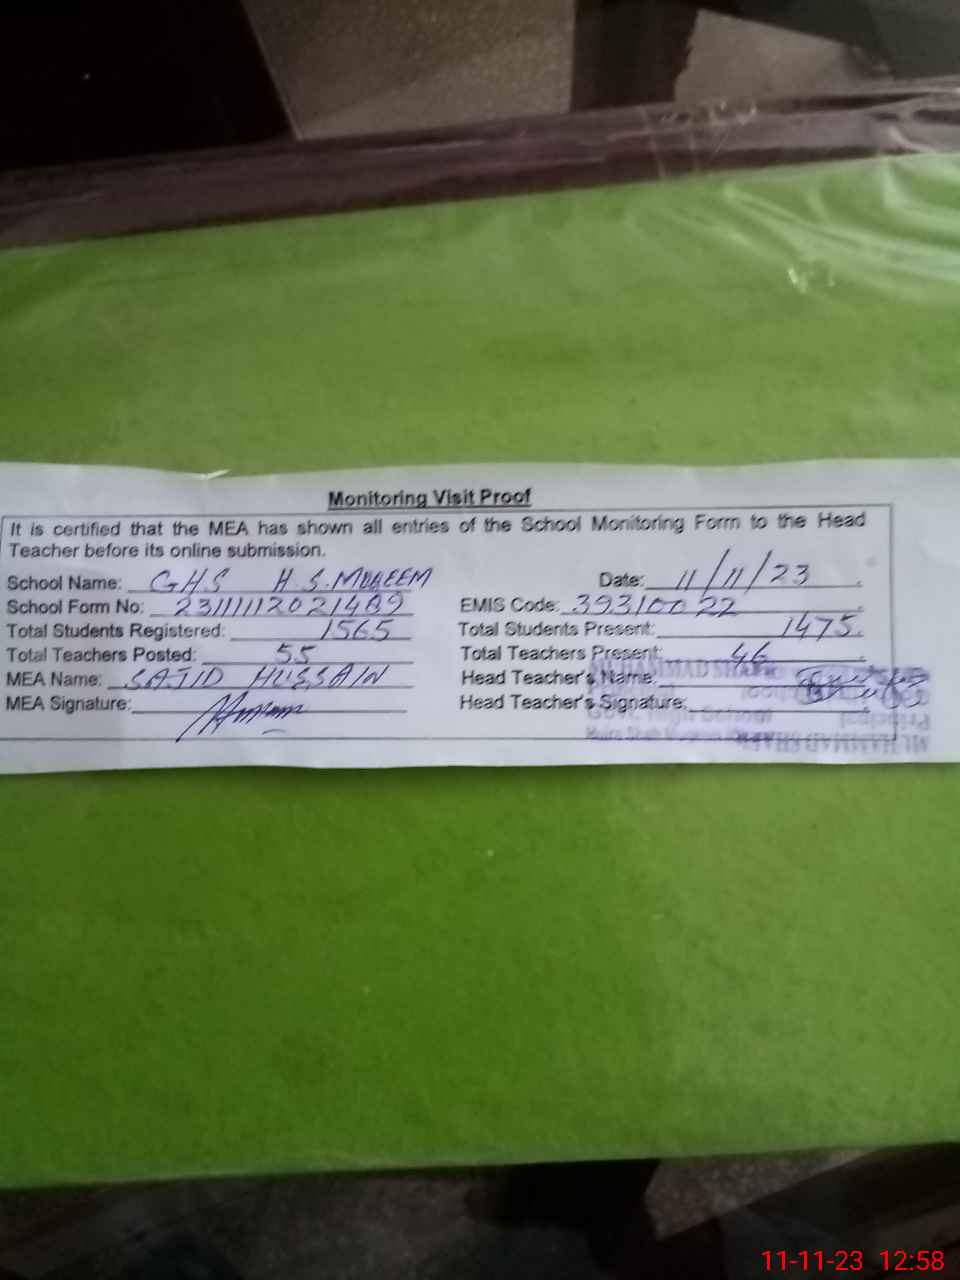 Monitoring Visit Proof
It is certified that the MEA has shown all entries of the School Monitoring Form to the Head
Teacher before its online submission.
School Name: GHS H.S. MUQEEM Date: 11/11/23
School Form No: EMIS Code: 39310022
Total Students Registered: 1565 Total Students Present: 1475
Total Teachers Posted: 55 Total Teachers Present: 46
MEA Name: SAJID HUSSAIN Head Teacher's Name:
MEA Signature: Head Teacher's Signature:
Govt. High School
11-11-23 12:58